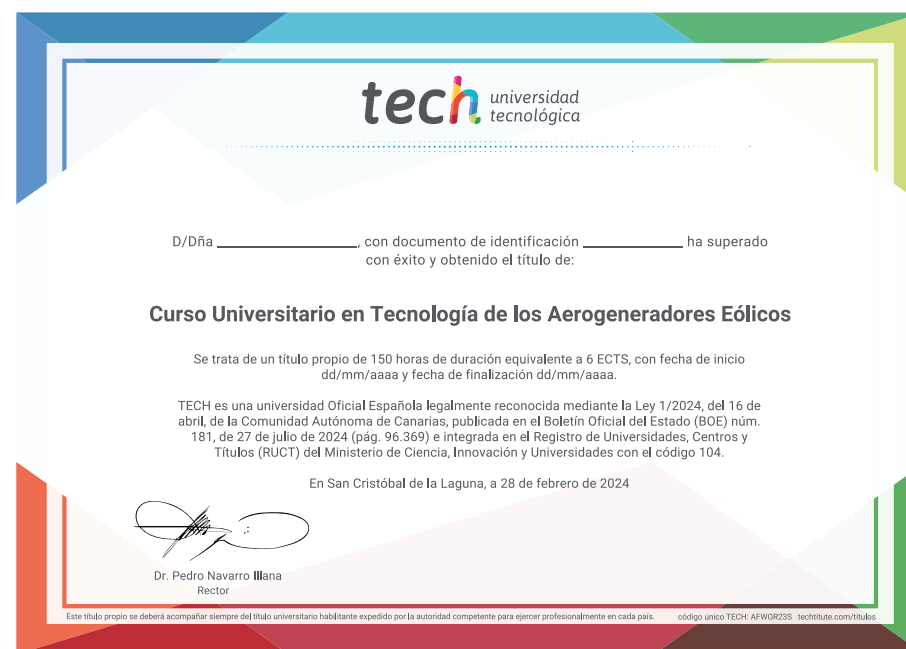 tech universidad
tecnológica
D/Dña ____________________, con documento de identificación ______________ ha superado
con éxito y obtenido el título de:
Curso Universitario en Tecnología de los Aerogeneradores Eólicos
Se trata de un título propio de 150 horas de duración equivalente a 6 ECTS, con fecha de inicio
dd/mm/aaaa y fecha de finalización dd/mm/aaaa.
TECH es una universidad Oficial Española legalmente reconocida mediante la Ley 1/2024, del 16 de
abril, de la Comunidad Autónoma de Canarias, publicada en el Boletín Oficial del Estado (BOE) núm.
181, de 27 de julio de 2024 (pág. 96.369) e integrada en el Registro de Universidades, Centros y
Títulos (RUCT) del Ministerio de Ciencia, Innovación y Universidades con el código 104.
En San Cristóbal de la Laguna, a 28 de febrero de 2024
Dr. Pedro Navarro Illana
Rector
Este título propio se deberá acompañar siempre del título universitario habilitante expedido por la autoridad competente para ejercer profesionalmente en cada país. código único TECH: AFWOR23S techtitute.com/titulos